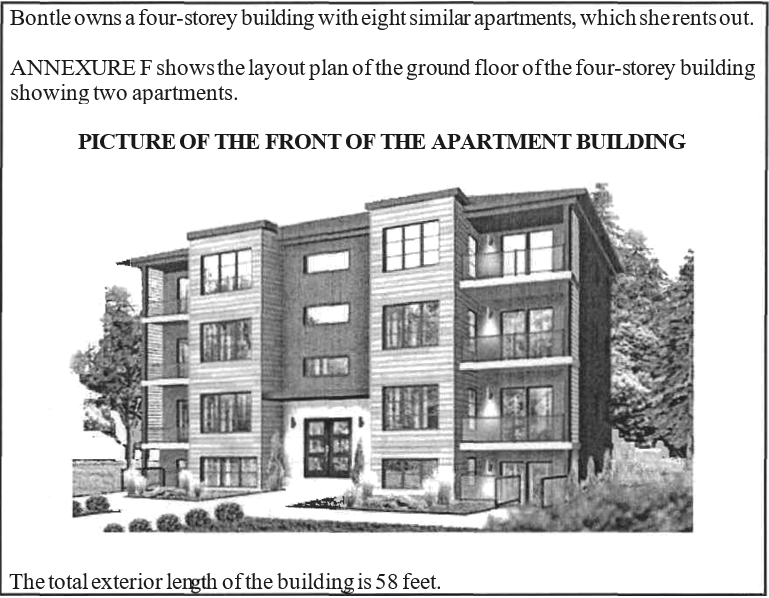 Bontle owns a four-storey building with eight similar apartments, which she rents out.
ANNEXURE F shows the layout plan of the ground floor of the four-storey building
showing two apartments.
PICTURE OF THE FRONT OF THE APARTMENT BUILDING
The total exterior length of the building is 58 feet.